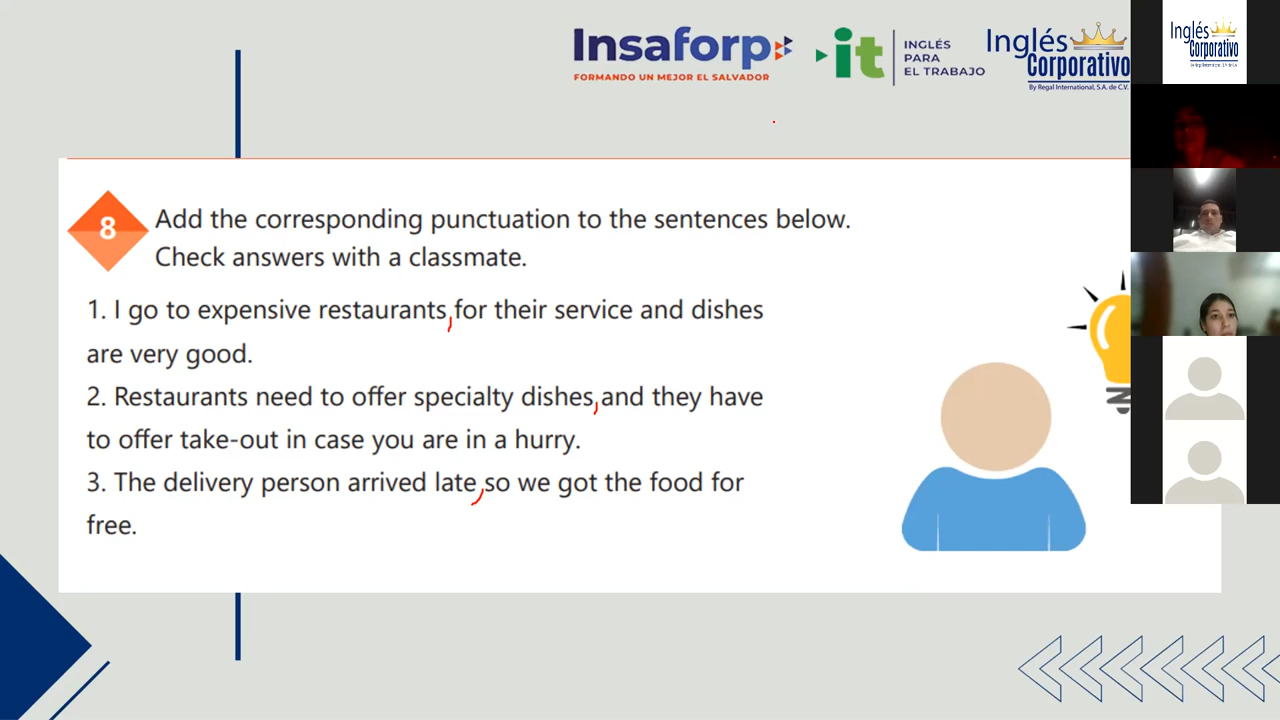 Insaforp
FORMANDO UN MEJOR EL SALVADOR
it
INGLÉS
PARA
EL TRABAJO
Inglés
Corporativo
By Regal International, S.A. de C.V.
Inglés
Corporativo
8
Add the corresponding punctuation to the sentences below.
Check answers with a classmate.
1. I go to expensive restaurants, for their service and dishes
are very good.
2. Restaurants need to offer specialty dishes, and they have
to offer take-out in case you are in a hurry.
3. The delivery person arrived late, so we got the food for
free.